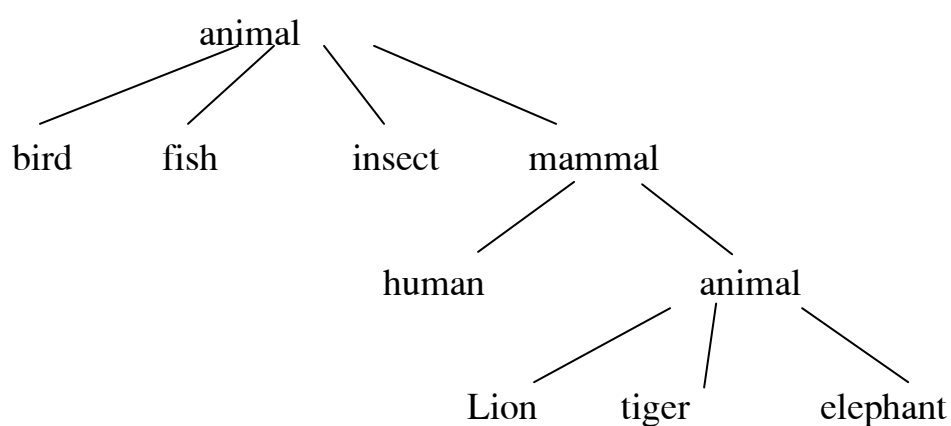 animal
bird fish insect mammal
human animal
Lion tiger elephant